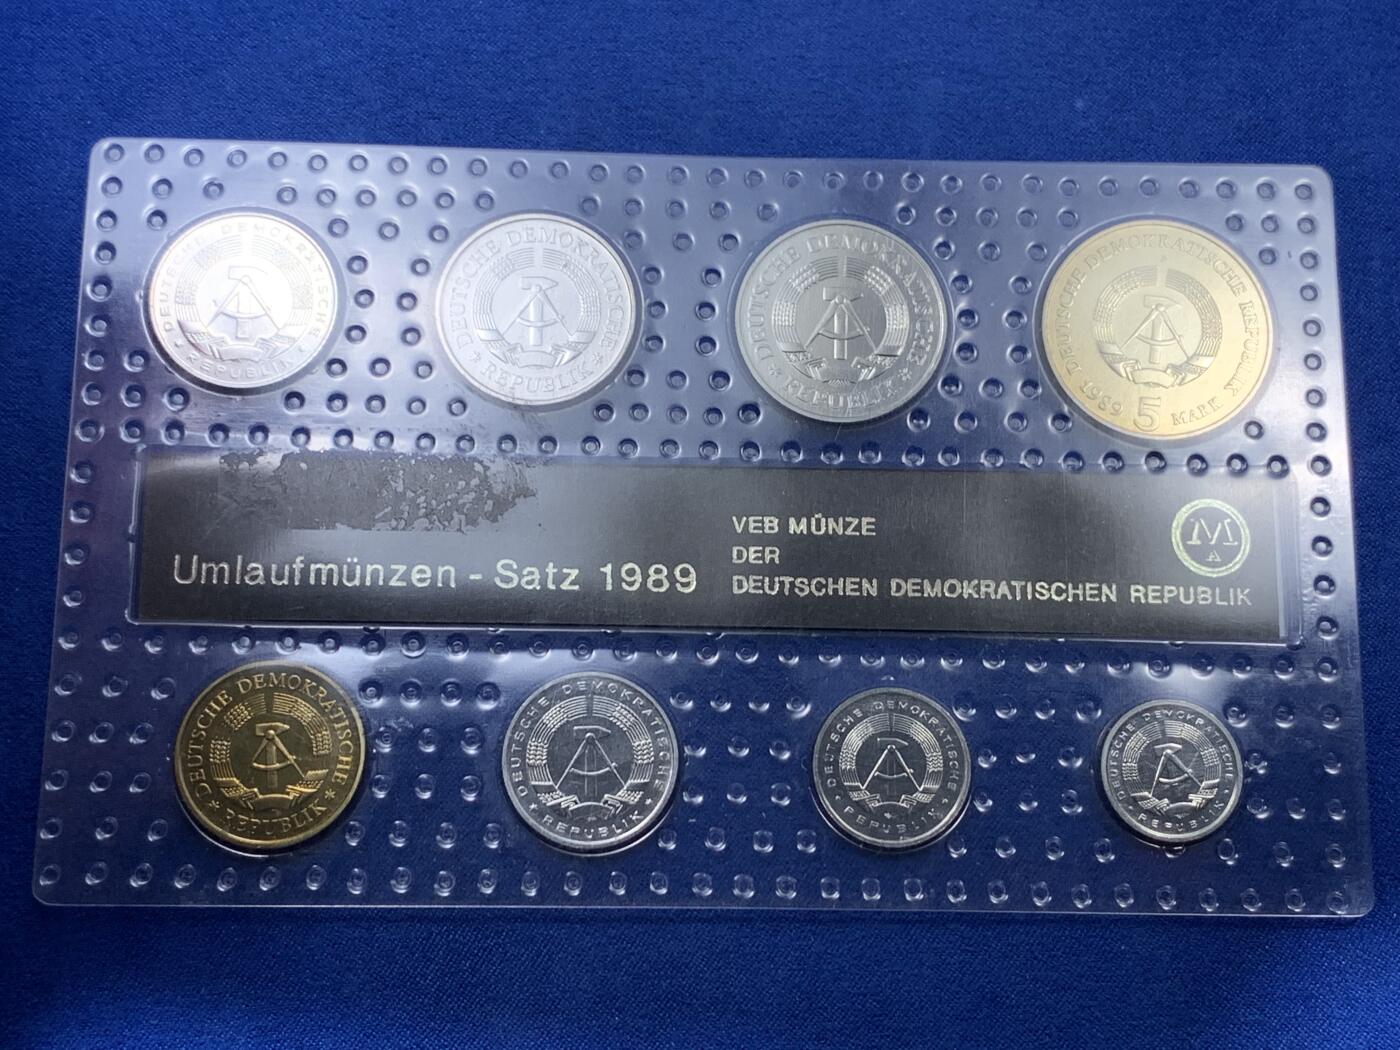 DEUTSCHE DEMOKRATISCHE REPUBLIK
DEUTSCHE DEMOKRATISCHE
* REPUBLIK *
DEUTSCHE DEMOKRATISCHE
* REPUBLIK *
DEUTSCHE DEMOKRATISCHE REPUBLIK
1989 5 MARK
Umlaufmünzen - Satz 1989
VEB MÜNZE
DER
DEUTSCHEN DEMOKRATISCHEN REPUBLIK
M
A
DEUTSCHE DEMOKRATISCHE
* REPUBLIK *
DEUTSCHE DEMOKRATISCHE
REPUBLIK
DEUTSCHE DEMOKRATISCHE
REPUBLIK
DEUTSCHE DEMOKRATISCHE
REPUBLIK